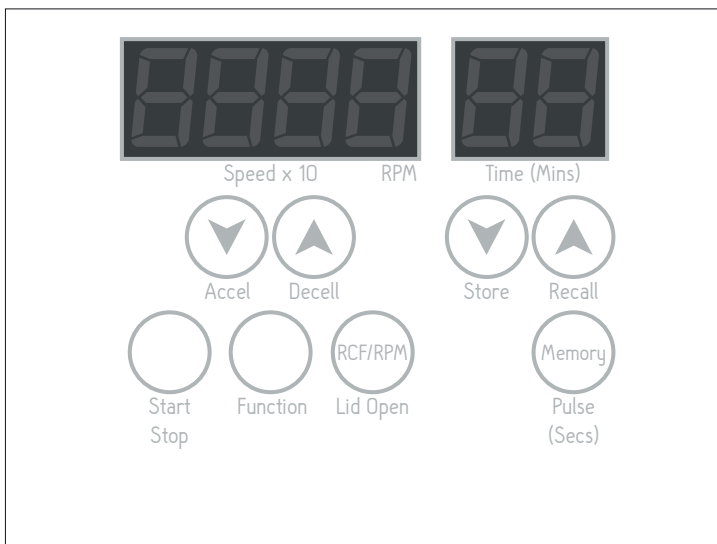 Speed x 10 RPM Time (Mins)
Accel Decell Store Recall
RCF/RPM Memory
Start Function Lid Open Pulse
Stop (Secs)